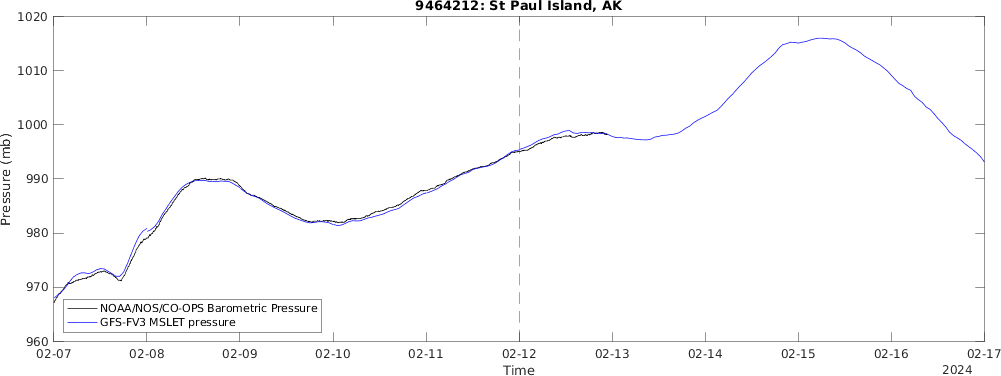 9464212: St Paul Island, AK
1020
1010
1000
990
980
970
960
Pressure (mb)
NOAA/NOS/CO-OPS Barometric Pressure
GFS-FV3 MSLET pressure
02-07 02-08 02-09 02-10 02-11 02-12 02-13 02-14 02-15 02-16 02-17
Time
2024